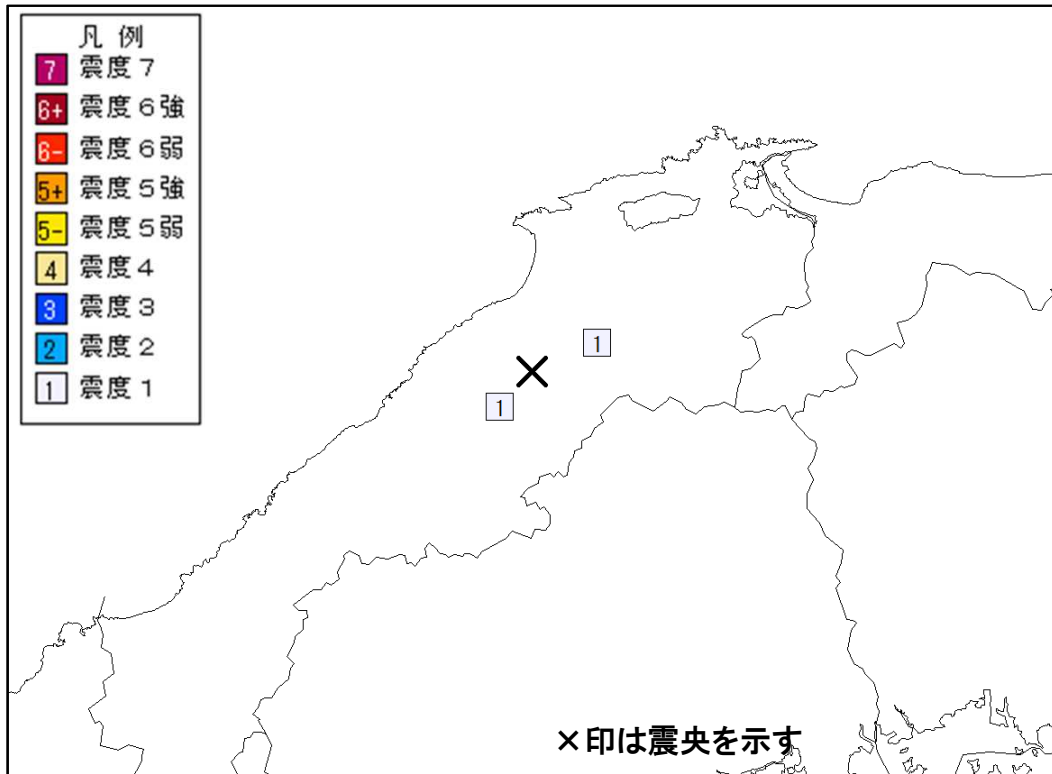 凡 例
7 震度７
6+ 震度６強
6- 震度６弱
5+ 震度５強
5- 震度５弱
4 震度４
3 震度３
2 震度２
1 震度１
1
1
×印は震央を示す